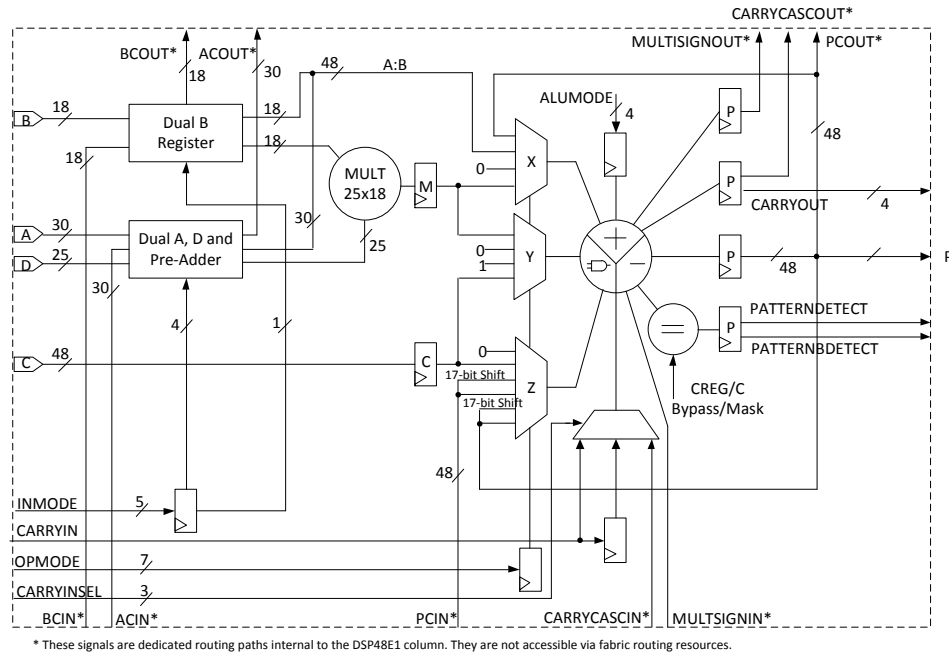 CARRYCASCOUT*
BCOUT* ACOUT* MULTISIGNOUT* PCOUT*
18 30 48 A:B
ALUMODE
4
B 18
Dual B
Register
18
18
18
0
X
P
48
MULT
25x18
M
P
CARRYOUT 4
A 30
D 25
Dual A, D and
Pre-Adder
30
30
25
0
1
Y
P
48
P
4
1
PATTERNDETECT
P
PATTERNBDETECT
C 48
C
0
17-bit Shift
Z
17-bit Shift
CREG/C
Bypass/Mask
48
INMODE 5
CARRYIN
OPMODE 7
CARRYINSEL 3
BCIN* ACIN* PCIN* CARRYCASCIN* MULTSIGNIN*
* These signals are dedicated routing paths internal to the DSP48E1 column. They are not accessible via fabric routing resources.